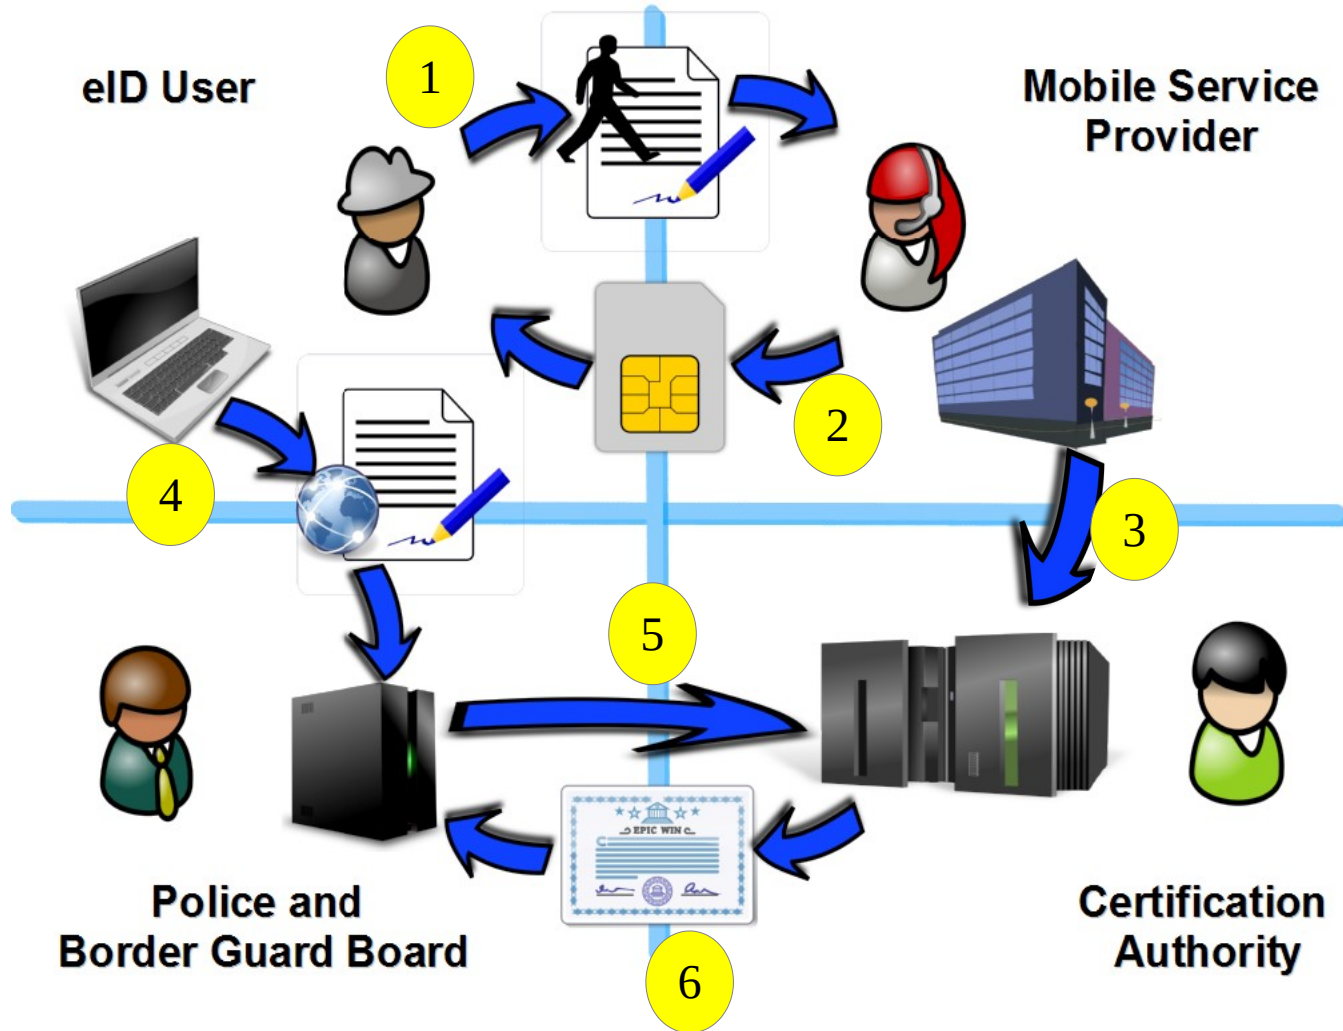 1
eID User
Mobile Service
Provider
2
4
3
5
EPIC WIN
Police and
Border Guard Board
Certification
Authority
6